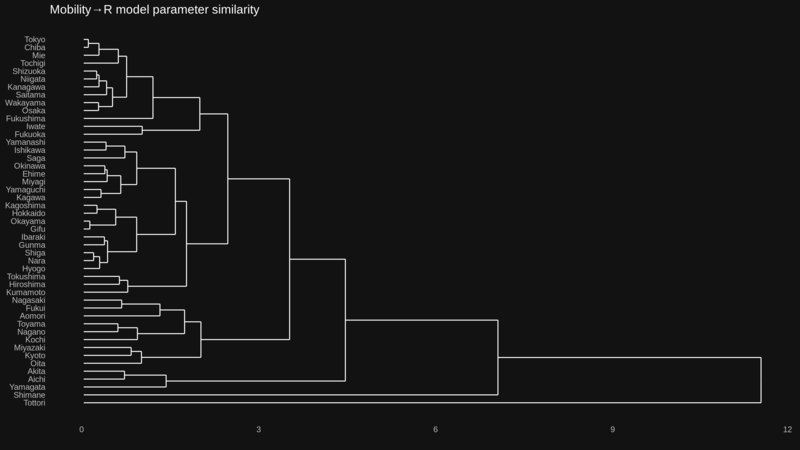 Mobility→R model parameter similarity
Tokyo
Chiba
Mie
Tochigi
Shizuoka
Niigata
Kanagawa
Saitama
Wakayama
Osaka
Fukushima
Iwate
Fukuoka
Yamanashi
Ishikawa
Saga
Okinawa
Ehime
Miyagi
Yamaguchi
Kagawa
Kagoshima
Hokkaido
Okayama
Gifu
Ibaraki
Gunma
Shiga
Nara
Hyogo
Tokushima
Hiroshima
Kumamoto
Nagasaki
Fukui
Aomori
Toyama
Nagano
Kochi
Miyazaki
Kyoto
Oita
Akita
Aichi
Yamagata
Shimane
Tottori
0 3 6 9 12